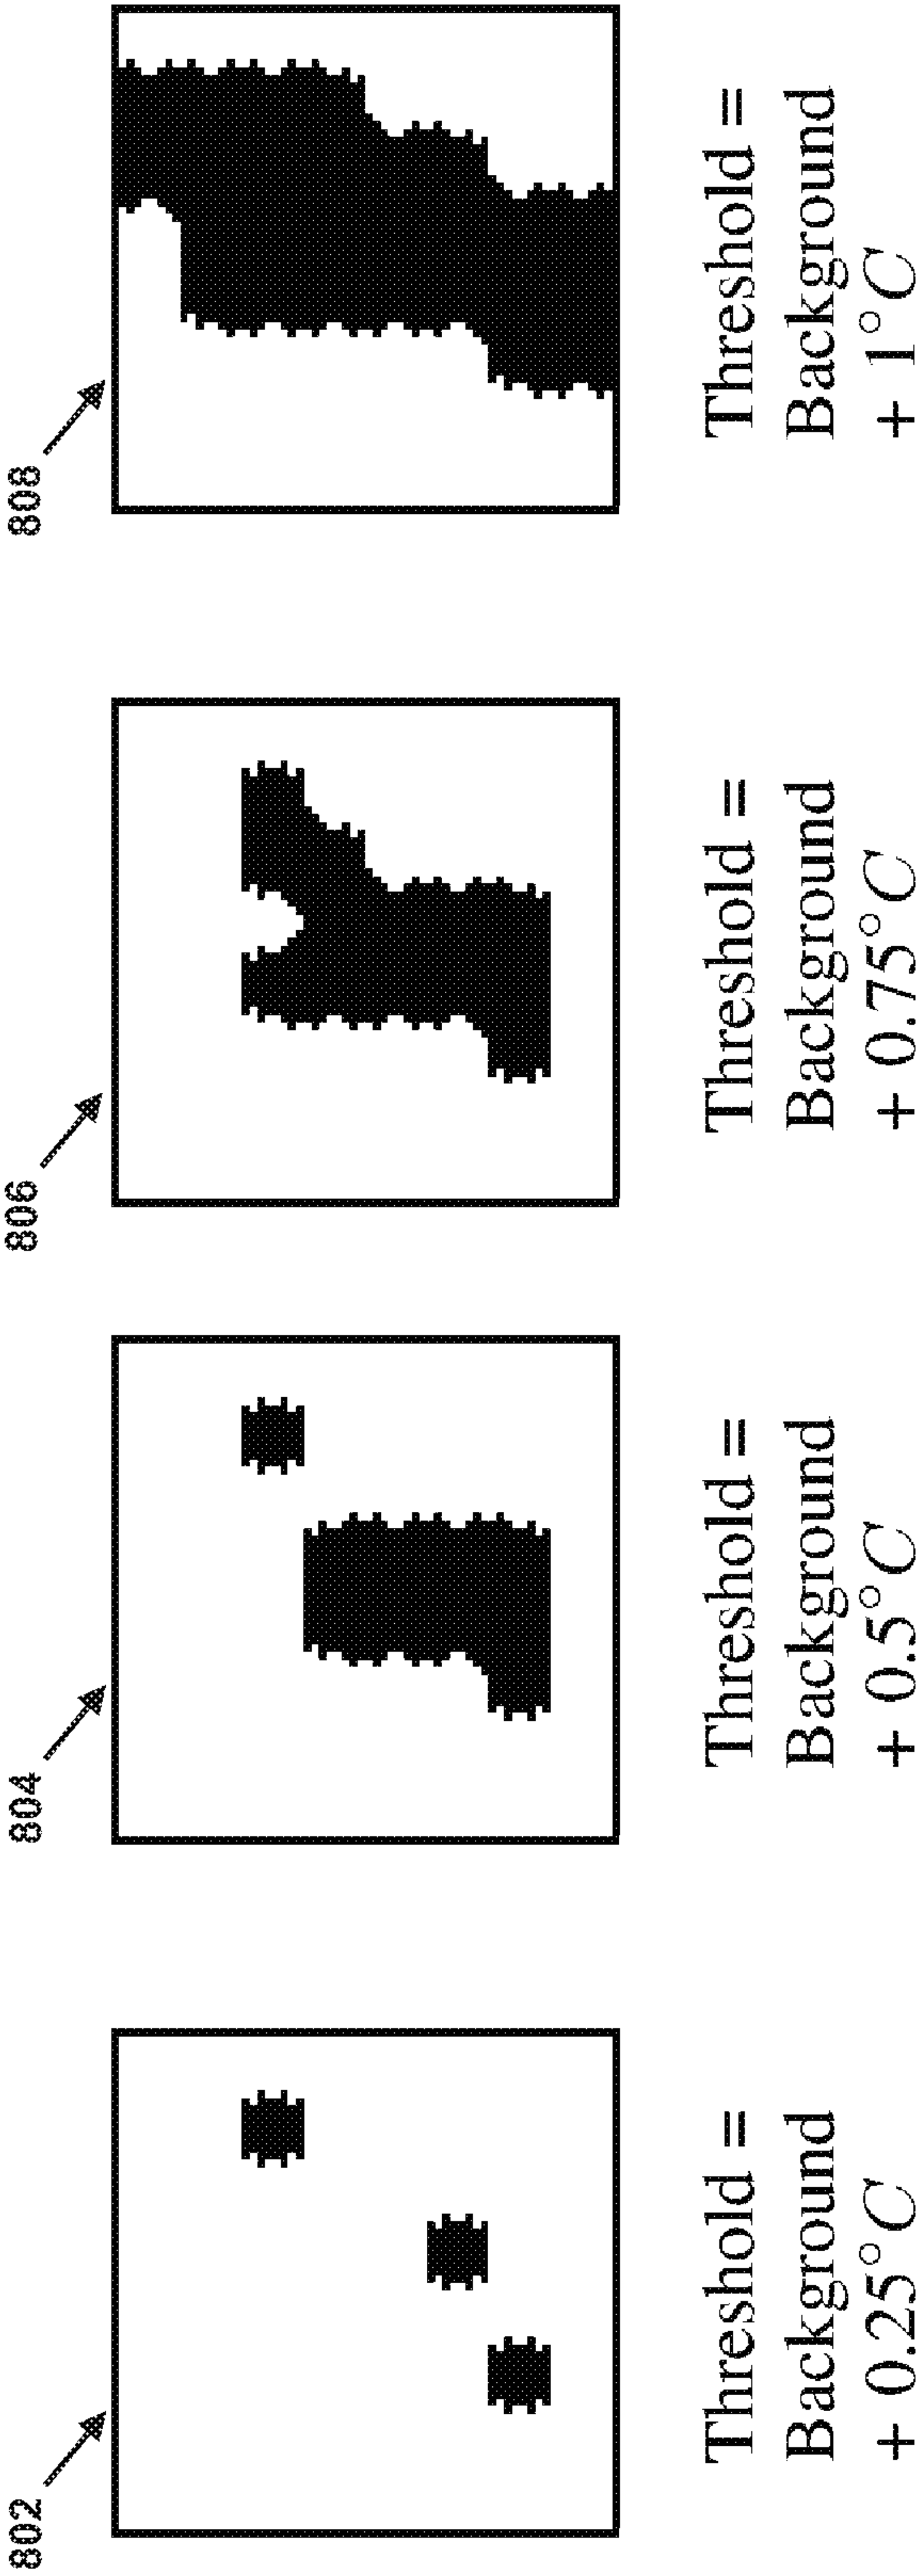 802
804
806
808
Threshold =
Background
+ 0.25°C
Threshold =
Background
+ 0.5°C
Threshold =
Background
+ 0.75°C
Threshold =
Background
+ 1°C